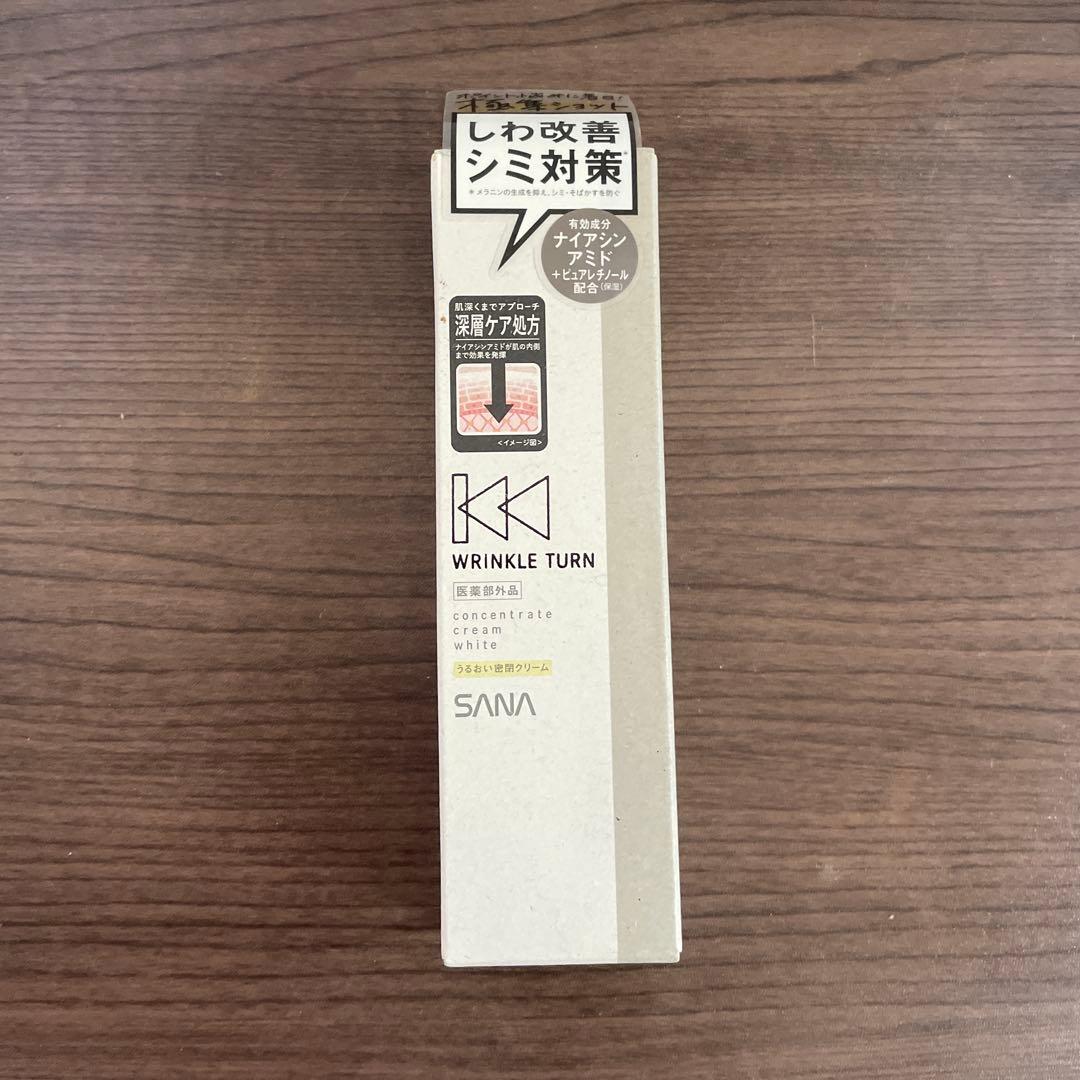 しわ改善
シミ対策*
＊メラニンの生成を抑え、シミ・そばかすを防ぐ
有効成分
ナイアシン
アミド
＋ピュアレチノール
配合(保湿)
肌深くまでアプローチ
深層ケア処方
ナイアシンアミドが肌の内側
まで効果を発揮
<イメージ図>
WRINKLE TURN
医薬部外品
concentrate
cream
white
うるおい密閉クリーム
SANA